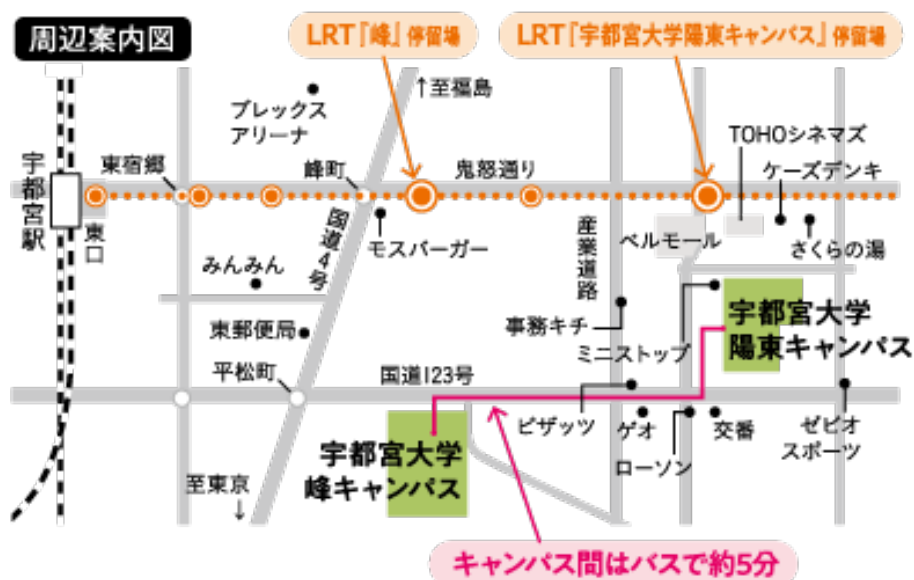 周辺案内図
LRT『峰』停留場
LRT『宇都宮大学陽東キャンパス』停留場
↑至福島
ブレックス
アリーナ
TOHOシネマズ
東宿郷
峰町
鬼怒通り
ケーズデンキ
宇都宮駅
東口
国道4号
モスバーガー
産業道路
ベルモール
さくらの湯
みんみん
宇都宮大学
陽東キャンパス
東郵便局
事務キチ
ミニストップ
平松町
国道123号
ピザッツ
ゲオ
交番
ゼビオ
スポーツ
ローソン
宇都宮大学
峰キャンパス
至東京
↓
キャンパス間はバスで約5分